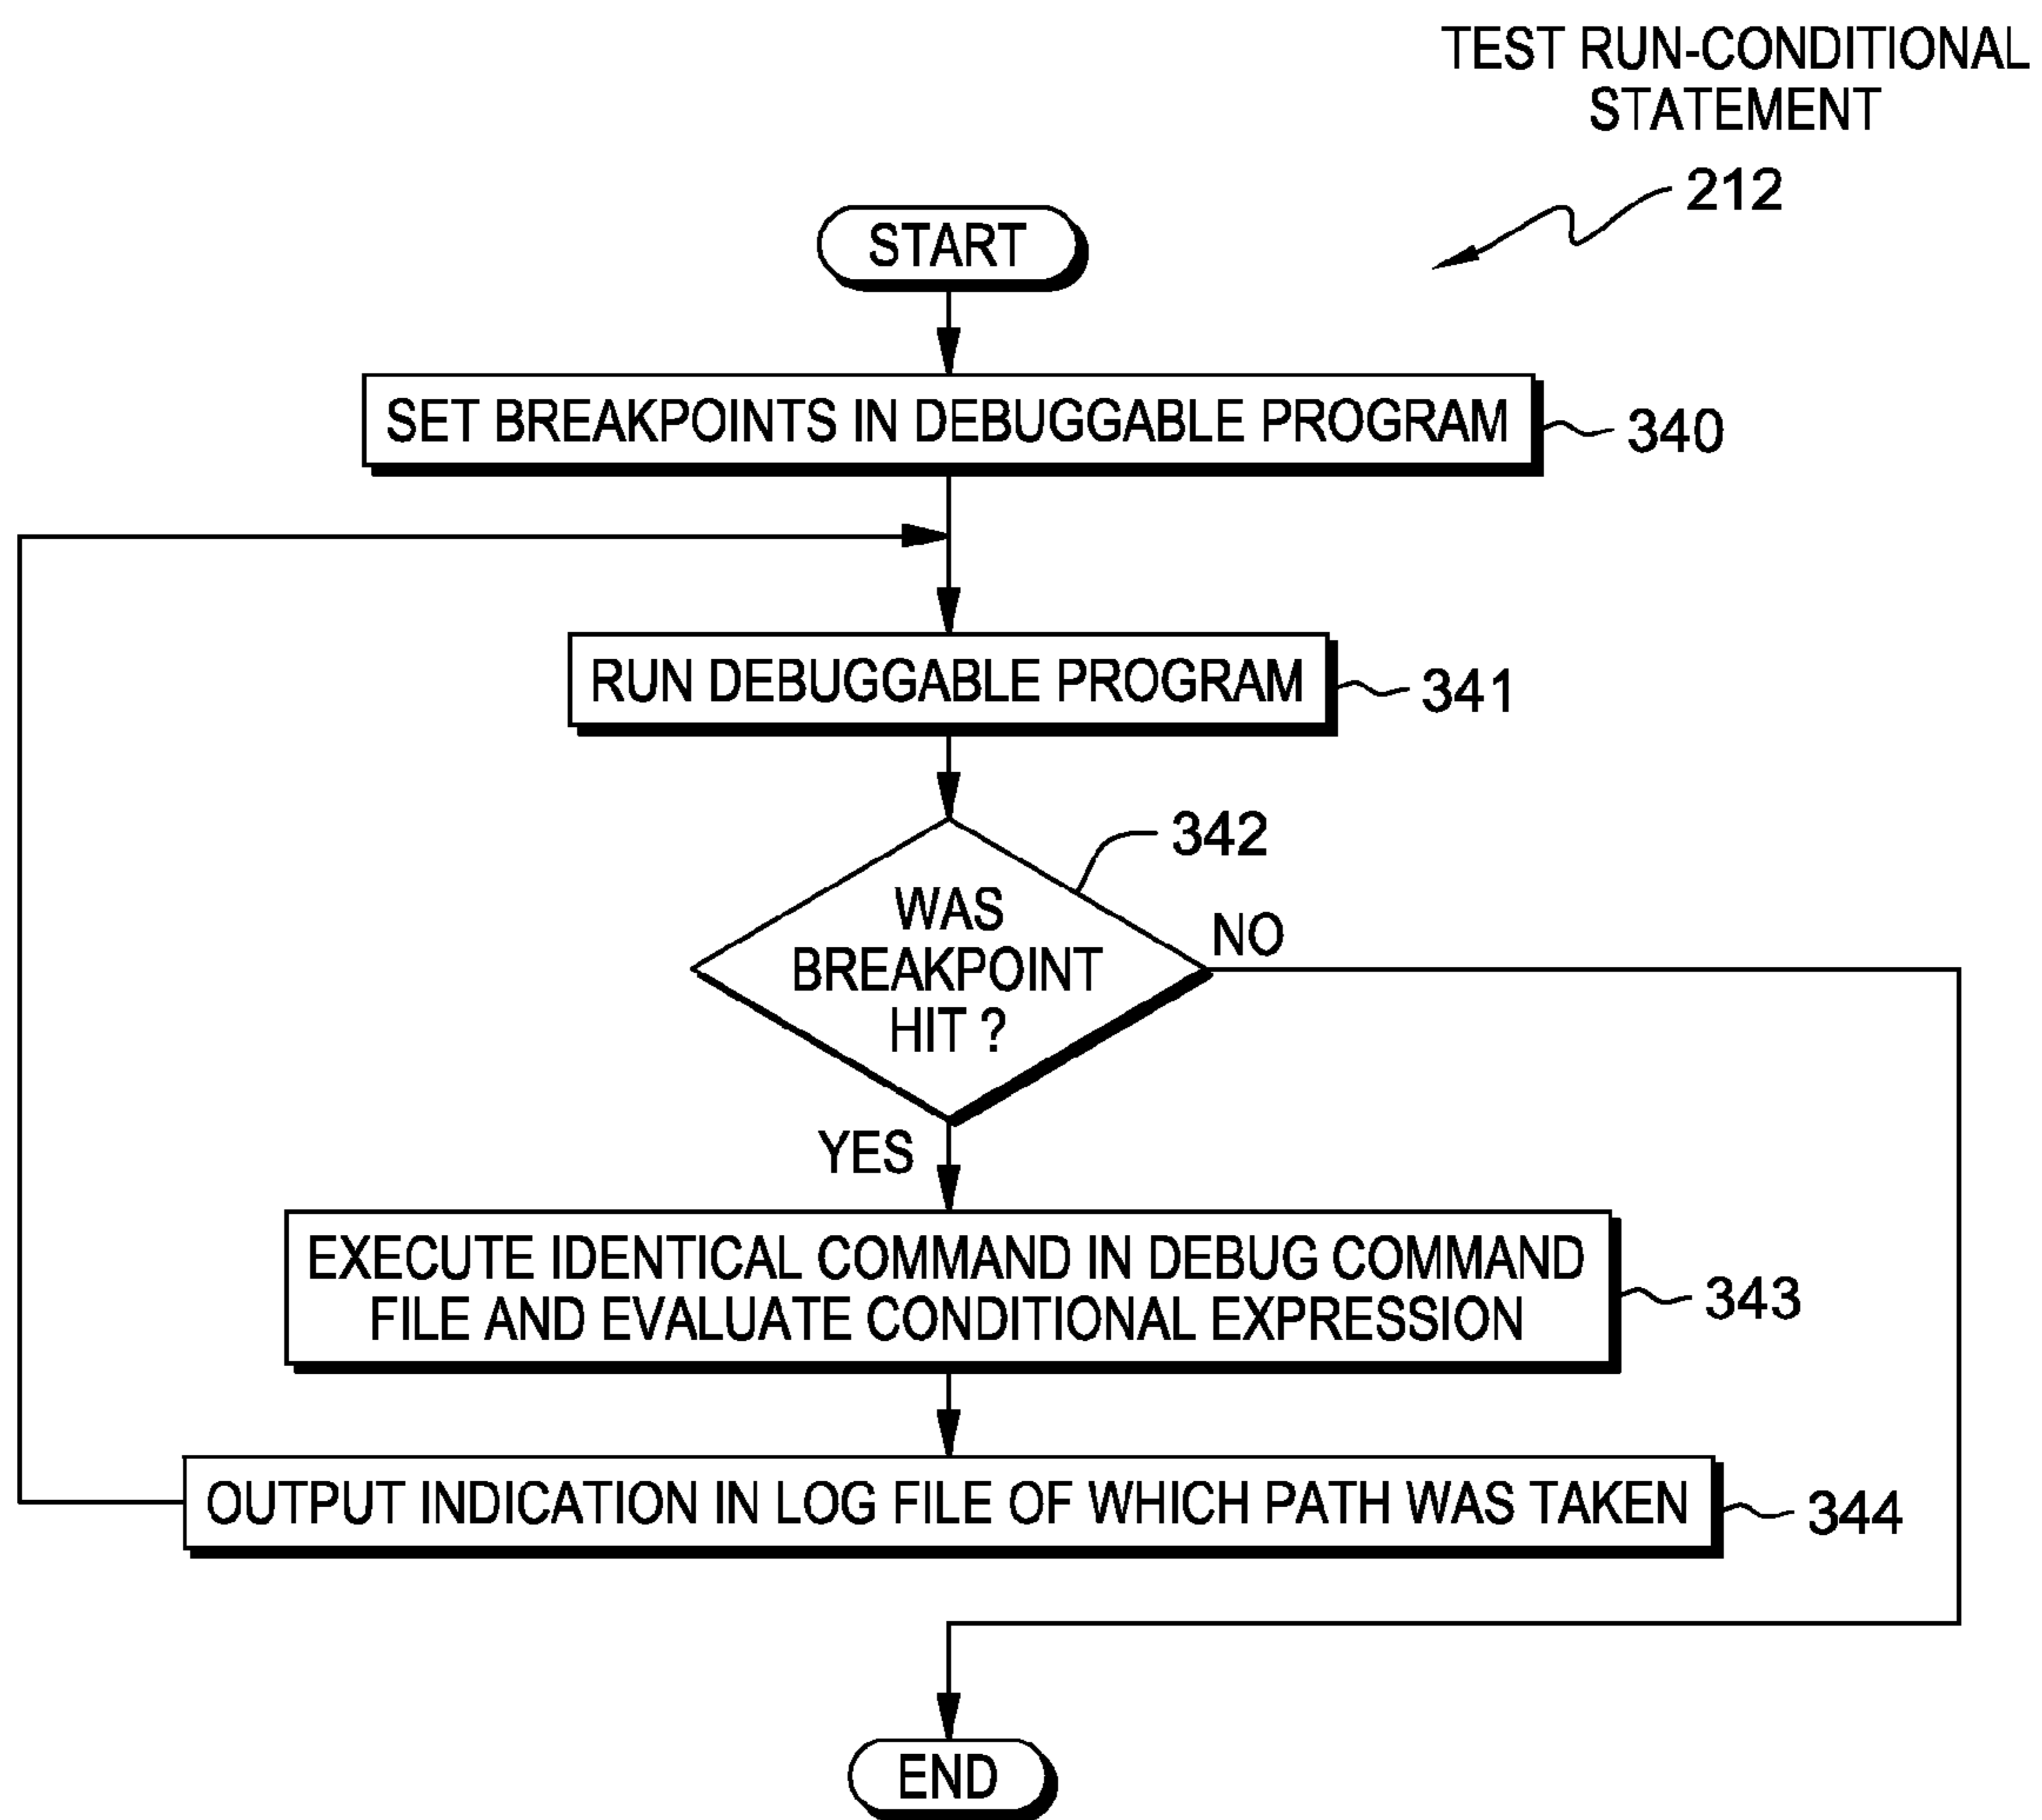 TEST RUN-CONDITIONAL
STATEMENT
212
START
SET BREAKPOINTS IN DEBUGGABLE PROGRAM
340
RUN DEBUGGABLE PROGRAM
341
342
WAS
BREAKPOINT
HIT ?
NO
YES
EXECUTE IDENTICAL COMMAND IN DEBUG COMMAND
FILE AND EVALUATE CONDITIONAL EXPRESSION
343
OUTPUT INDICATION IN LOG FILE OF WHICH PATH WAS TAKEN
344
END